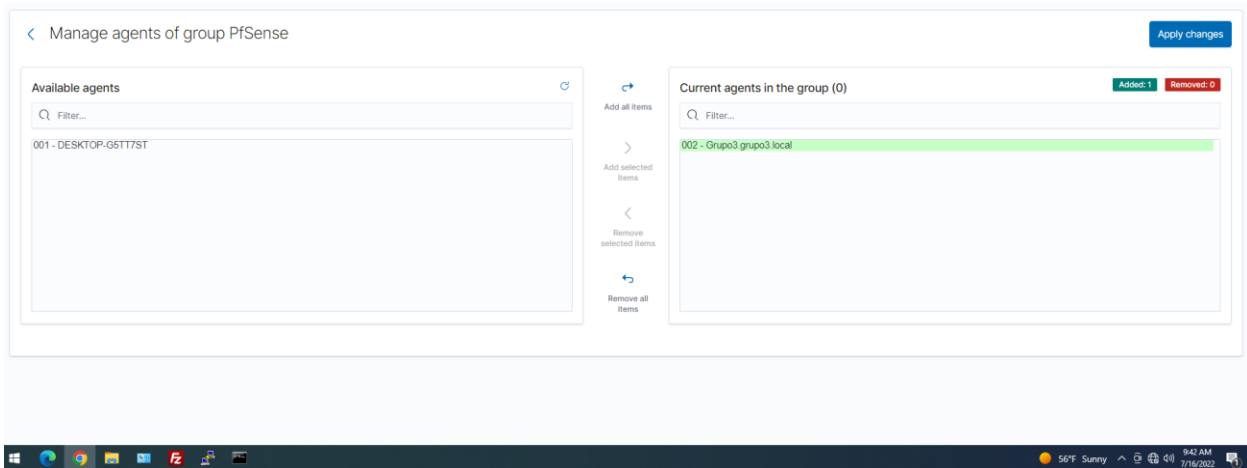 Manage agents of group PfSense
Apply changes
Available agents
Filter...
001 - DESKTOP-G5TT7ST
Add all items
Add selected
items
Remove
selected items
Remove all
items
Current agents in the group (0)
Added: 1
Removed: 0
Filter...
002 - Grupo3.grupo3.local
56°F Sunny
9:42 AM
7/16/2022